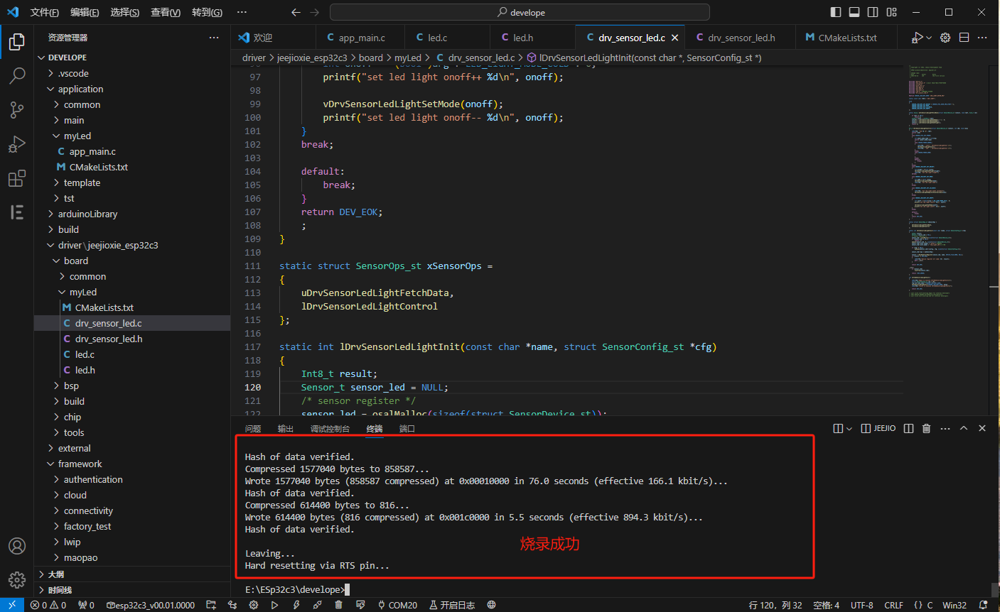 文件(F) 编辑(E) 选择(S) 查看(V) 转到(G) ··· develope
资源管理器 ···
欢迎 app_main.c led.c led.h drv_sensor_led.c drv_sensor_led.h CMakeLists.txt ···
driver > jeejioxie_esp32c3 > board > myLed > drv_sensor_led.c > lDrvSensorLedLightInit(const char *, SensorConfig_st *)
DEVELOPE
.vscode
application
common
main
myLed
app_main.c
CMakeLists.txt
template
tst
arduinoLibrary
build
driver\jeejioxie_esp32c3
board
common
myLed
CMakeLists.txt
drv_sensor_led.c
drv_sensor_led.h
led.c
led.h
bsp
build
chip
tools
external
framework
authentication
cloud
connectivity
factory_test
lwip
maopao
大纲
时间线
97 printf("set led light onoff++ %d\n", onoff);
98
99 vDrvSensorLedLightSetMode(onoff);
100 printf("set led light onoff-- %d\n", onoff);
101 }
102 break;
103
104 default:
105 break;
106 }
107 return DEV_EOK;
108 ;
109 }
110
111 static struct SensorOps_st xSensorOps =
112 {
113 uDrvSensorLedLightFetchData,
114 lDrvSensorLedLightControl
115 };
116
117 static int lDrvSensorLedLightInit(const char *name, struct SensorConfig_st *cfg)
118 {
119 Int8_t result;
120 Sensor_t sensor_led = NULL;
121 /* sensor register */
122 sensor_led = osalMalloc(sizeof(struct SensorDevice_st));
问题 输出 调试控制台 终端 端口 JEEJIO ···
Hash of data verified.
Compressed 1577040 bytes to 858587...
Wrote 1577040 bytes (858587 compressed) at 0x00010000 in 76.0 seconds (effective 166.1 kbit/s)...
Hash of data verified.
Compressed 614400 bytes to 816...
Wrote 614400 bytes (816 compressed) at 0x001c0000 in 5.5 seconds (effective 894.3 kbit/s)...
Hash of data verified.
烧录成功
Leaving...
Hard resetting via RTS pin...
E:\ESp32c3\develope>
0 0 0 esp32c3_v00.01.0000 COM20 开启日志 行 120，列 32 空格: 4 UTF-8 CRLF {} C Win32